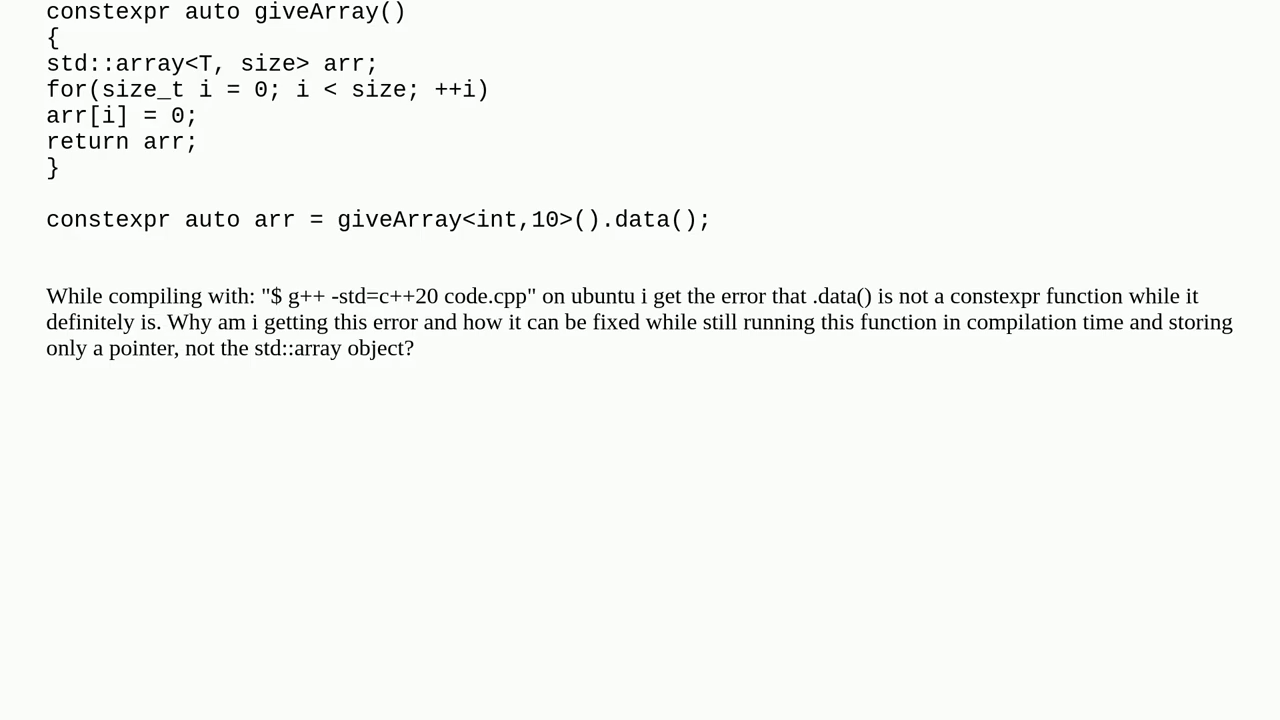 constexpr auto giveArray()
{
std::array<T, size> arr;
for(size_t i = 0; i < size; ++i)
arr[i] = 0;
return arr;
}
constexpr auto arr = giveArray<int,10>().data();
While compiling with: "$ g++ -std=c++20 code.cpp" on ubuntu i get the error that .data() is not a constexpr function while it
definitely is. Why am i getting this error and how it can be fixed while still running this function in compilation time and storing
only a pointer, not the std::array object?